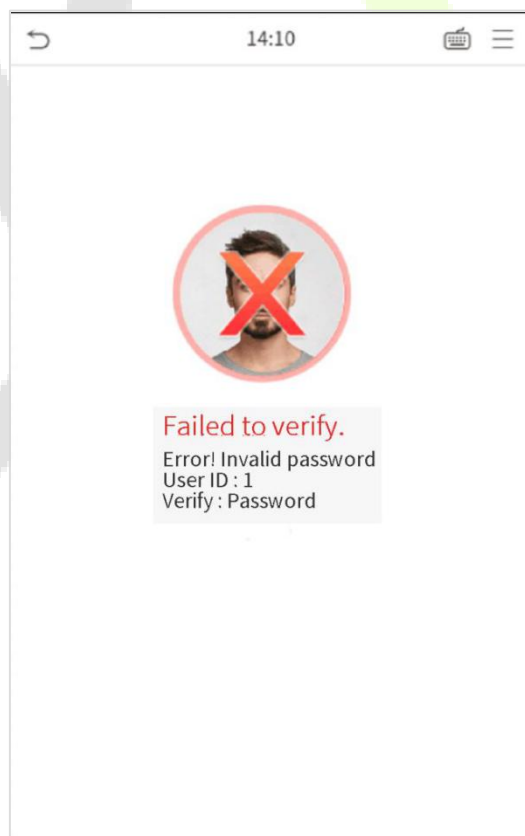 14:10
Failed to verify.
Error! Invalid password
User ID : 1
Verify : Password